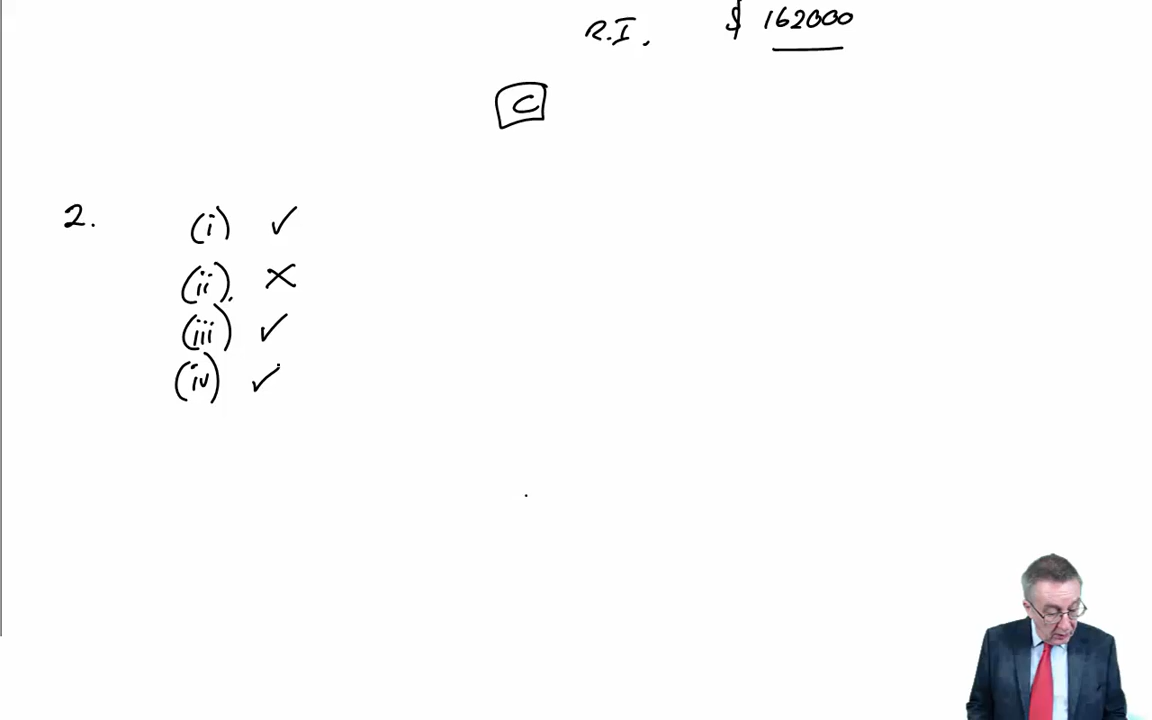 R.I. $ 162000
C
2. (i) ✓
(ii). ✗
(iii) ✓
(iv) ✓